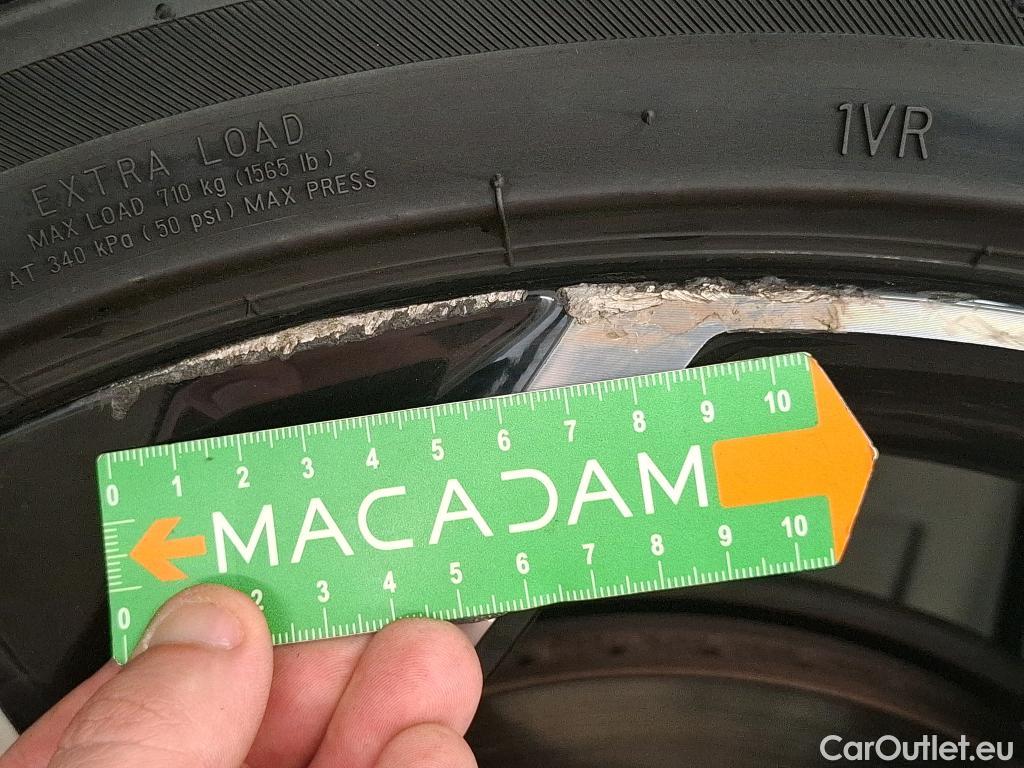 EXTRA LOAD
MAX LOAD 710 kg (1565 lb)
AT 340 kPa (50 psi) MAX PRESS
1VR
0 1 2 3 4 5 6 7 8 9 10
MACADAM
0 2 3 4 5 6 7 8 9 10
CarOutlet.eu